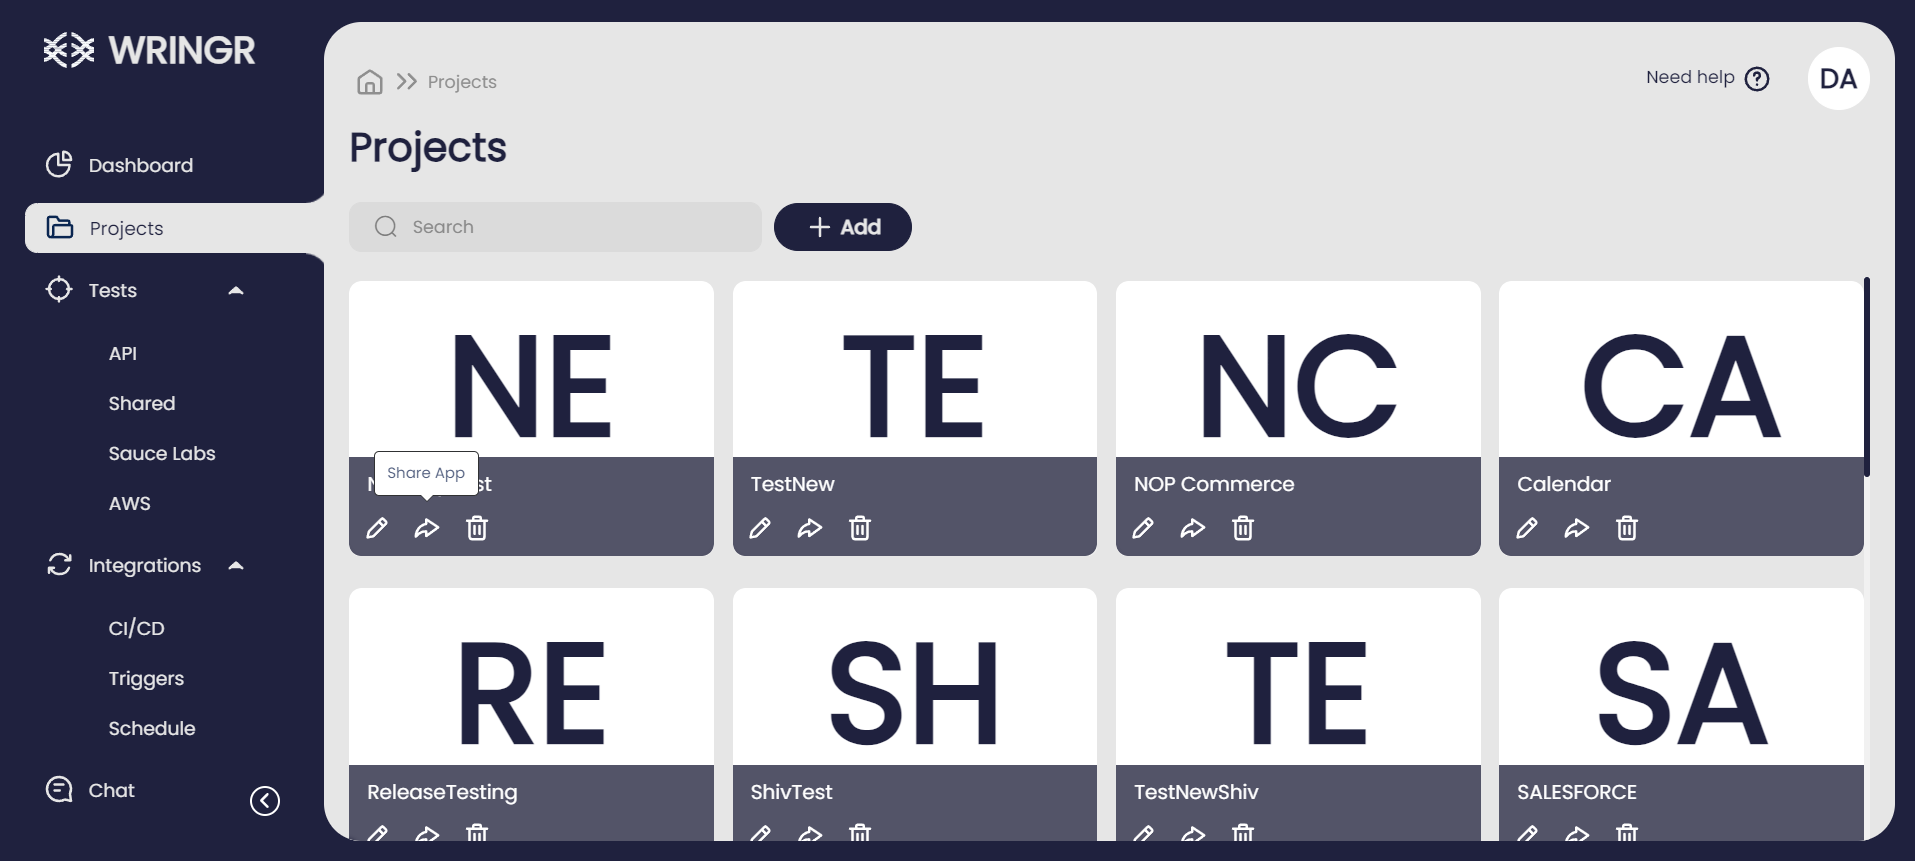 WRINGR
Dashboard
Projects
Tests
API
Shared
Sauce Labs
AWS
Integrations
CI/CD
Triggers
Schedule
Chat
Projects
Need help
DA
Projects
Search
Add
NE
Share App
TE
TestNew
NC
NOP Commerce
CA
Calendar
RE
ReleaseTesting
SH
ShivTest
TE
TestNewShiv
SA
SALESFORCE